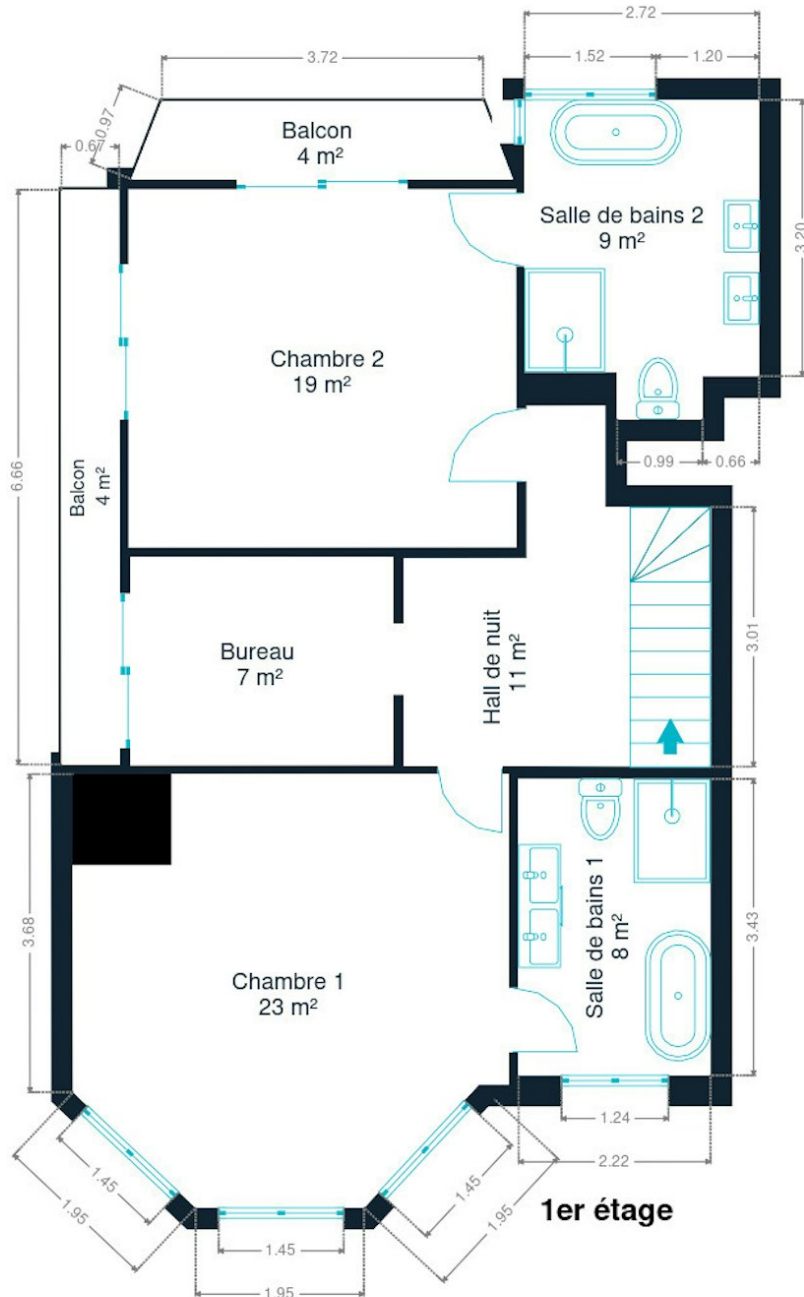 2.72
1.52
1.20
3.72
0.97
0.67
Balcon
4 m²
Salle de bains 2
9 m²
3.20
Chambre 2
19 m²
6.66
Balcon
4 m²
0.99
0.66
Bureau
7 m²
Hall de nuit
11 m²
3.01
3.68
Chambre 1
23 m²
Salle de bains 1
8 m²
3.43
1.24
2.22
1.45
1.95
1.45
1.95
1.45
1.95
1er étage